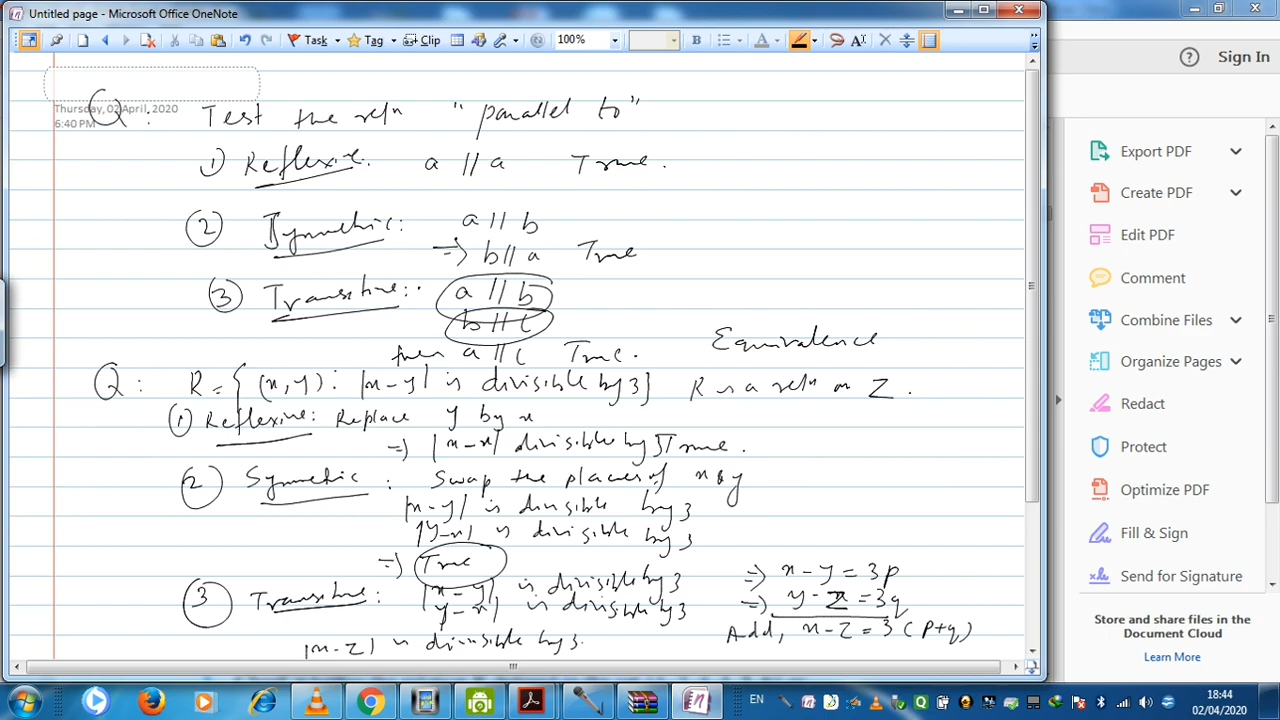 Untitled page - Microsoft Office OneNote
Task Tag Clip 100% B A
Sign In
Thursday, 02 April, 2020
6:40 PM
Q: Test the relⁿ "parallel to"
1) Reflexive: a // a True.
2 Symmetric: a // b
=> b // a True
3 Transitive: a // b
b // c
then a // c True. Equivalence
Q: R = { (x, y) : |x-y| is divisible by 3} R is a relⁿ on Z.
(1) Reflexive: Replace y by x
=> |x-x| divisible by 3 True.
2 Symmetric: Swap the places of x & y
|x-y| is divisible by 3
|y-x| is divisible by 3
=> True
3 Transitive: |x-y| is divisible by 3
y-x| is divisible by 3
|x-z| is divisible by 3.
=> x-y = 3p
=> y-z = 3q
Add, x-z = 3(p+q)
Export PDF
Create PDF
Edit PDF
Comment
Combine Files
Organize Pages
Redact
Protect
Optimize PDF
Fill & Sign
Send for Signature
Store and share files in the
Document Cloud
Learn More
EN
18:44
02/04/2020